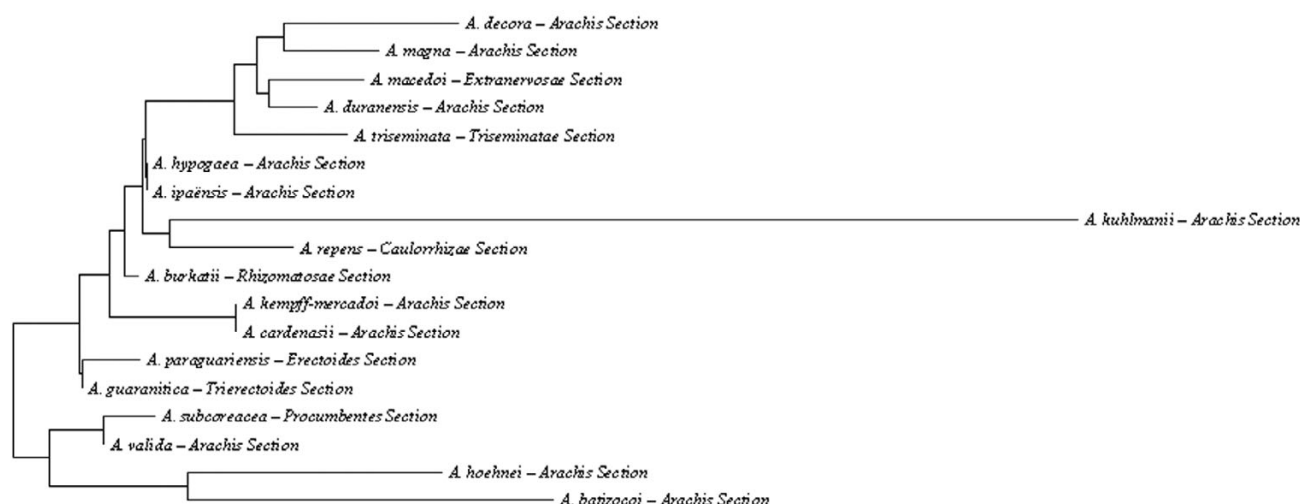 A. decora – Arachis Section
A. magna – Arachis Section
A. macedoi – Extranervosae Section
A. duranensis – Arachis Section
A. triseminata – Triseminatae Section
A. hypogaea – Arachis Section
A. ipaënsis – Arachis Section
A. kuhlmanii – Arachis Section
A. repens – Caulorrhizae Section
A. burkatii – Rhizomatosae Section
A. kempff-mercadoi – Arachis Section
A. cardenasii – Arachis Section
A. paraguariensis – Erectoides Section
A. guaranitica – Trierectoides Section
A. subcoreacea – Procumbentes Section
A. valida – Arachis Section
A. hoehnei – Arachis Section
A. batizocoi – Arachis Section